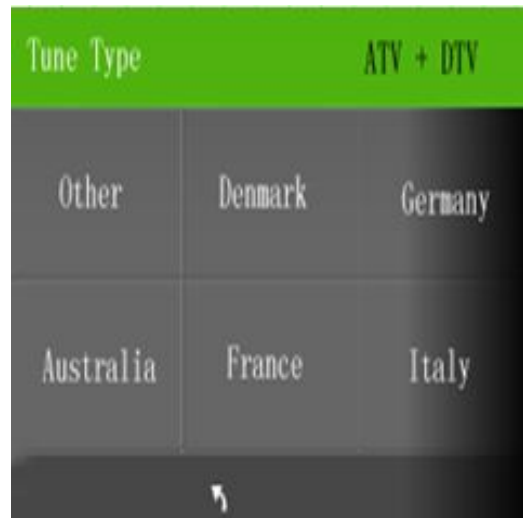 Tune Type ATV + DTV
Other Denmark Germany
Australia France Italy